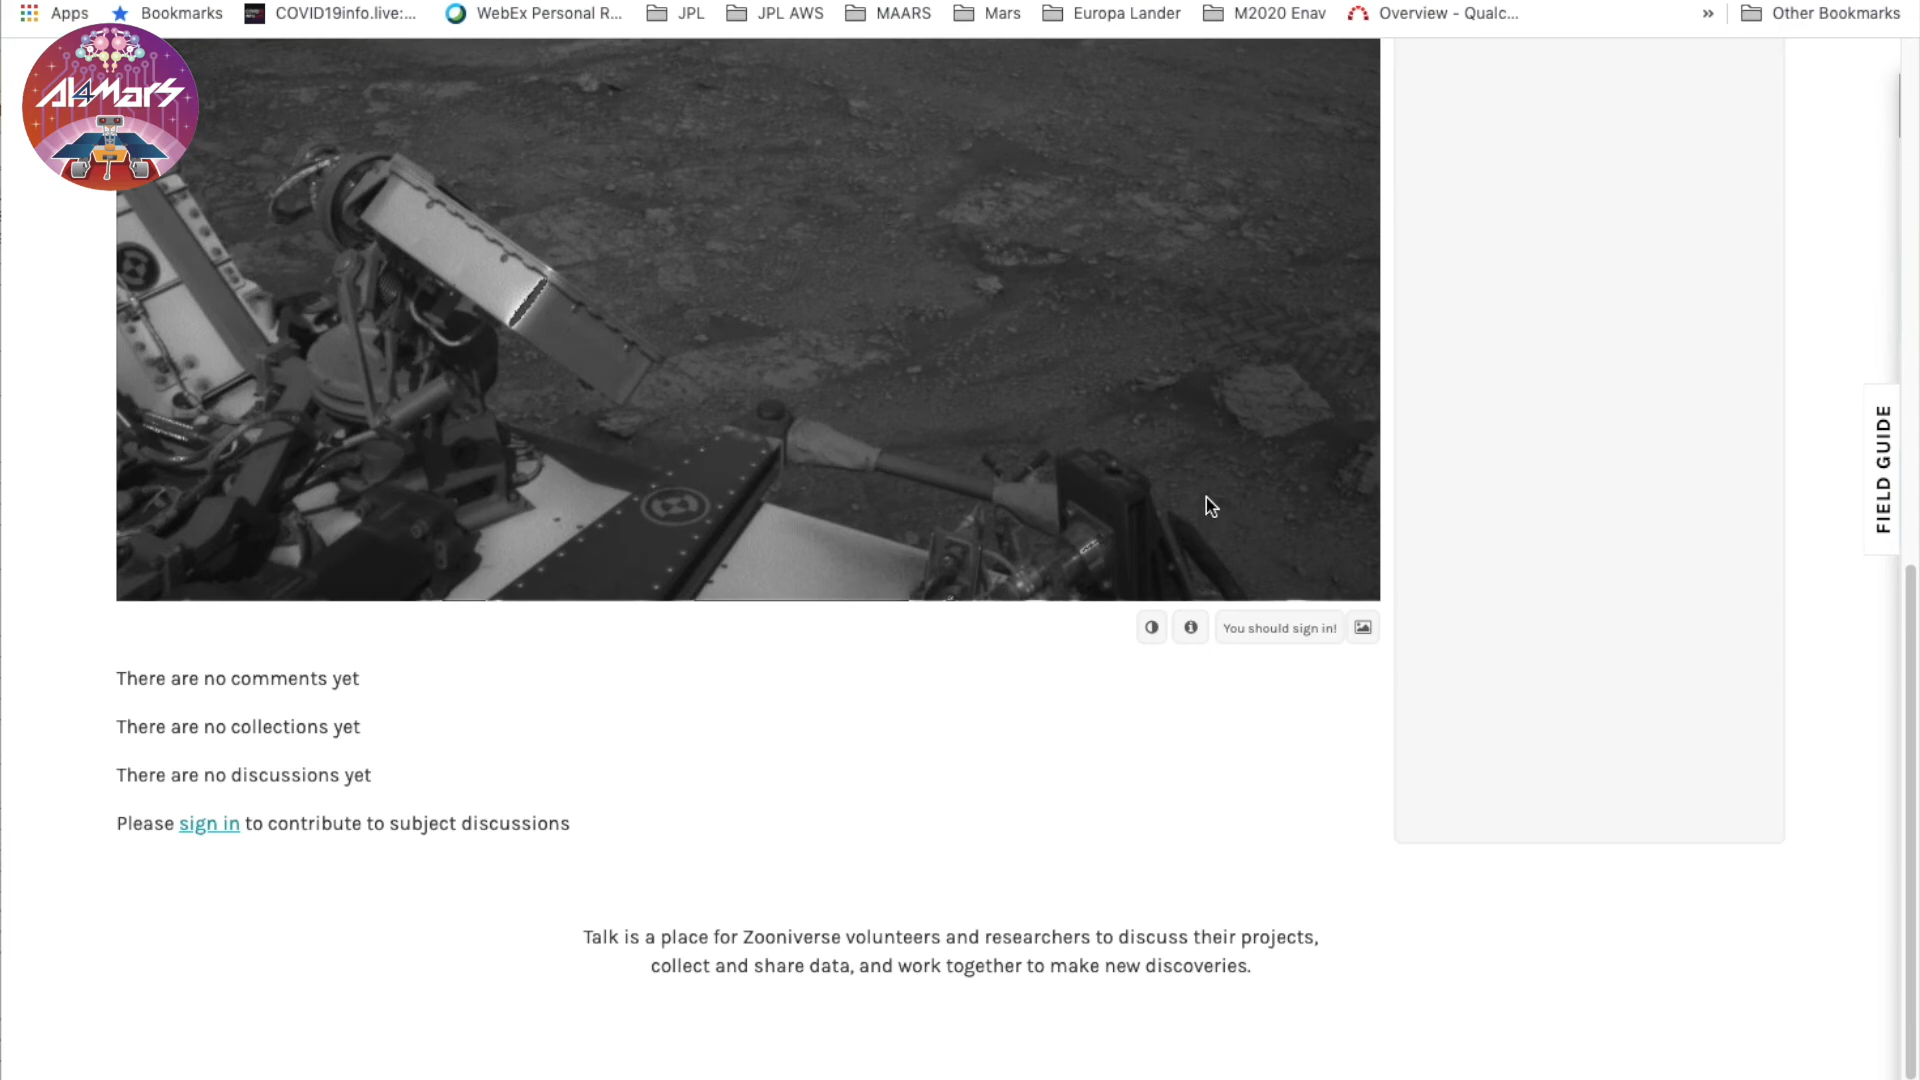 Apps
Bookmarks
COVID19info.live:...
WebEx Personal R...
JPL
JPL AWS
MAARS
Mars
Europa Lander
M2020 Enav
Overview - Qualc...
»
Other Bookmarks
AI4Mars
FIELD GUIDE
You should sign in!
There are no comments yet
There are no collections yet
There are no discussions yet
Please sign in to contribute to subject discussions
Talk is a place for Zooniverse volunteers and researchers to discuss their projects,
collect and share data, and work together to make new discoveries.